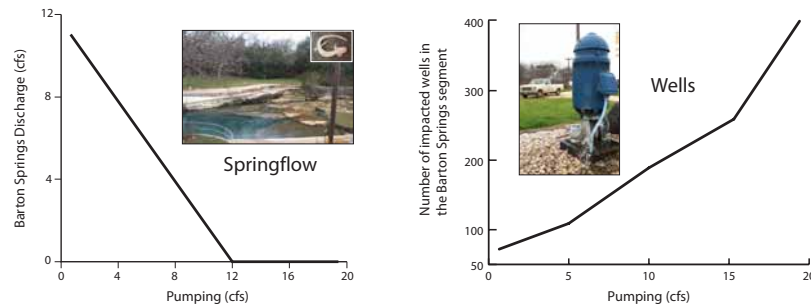 12
8
4
0
0
4
8
12
16
20
Barton Springs Discharge (cfs)
Pumping (cfs)
Springflow
400
350
200
100
50
0
5
10
15
20
Number of impacted wells in
the Barton Springs segment
Pumping (cfs)
Wells